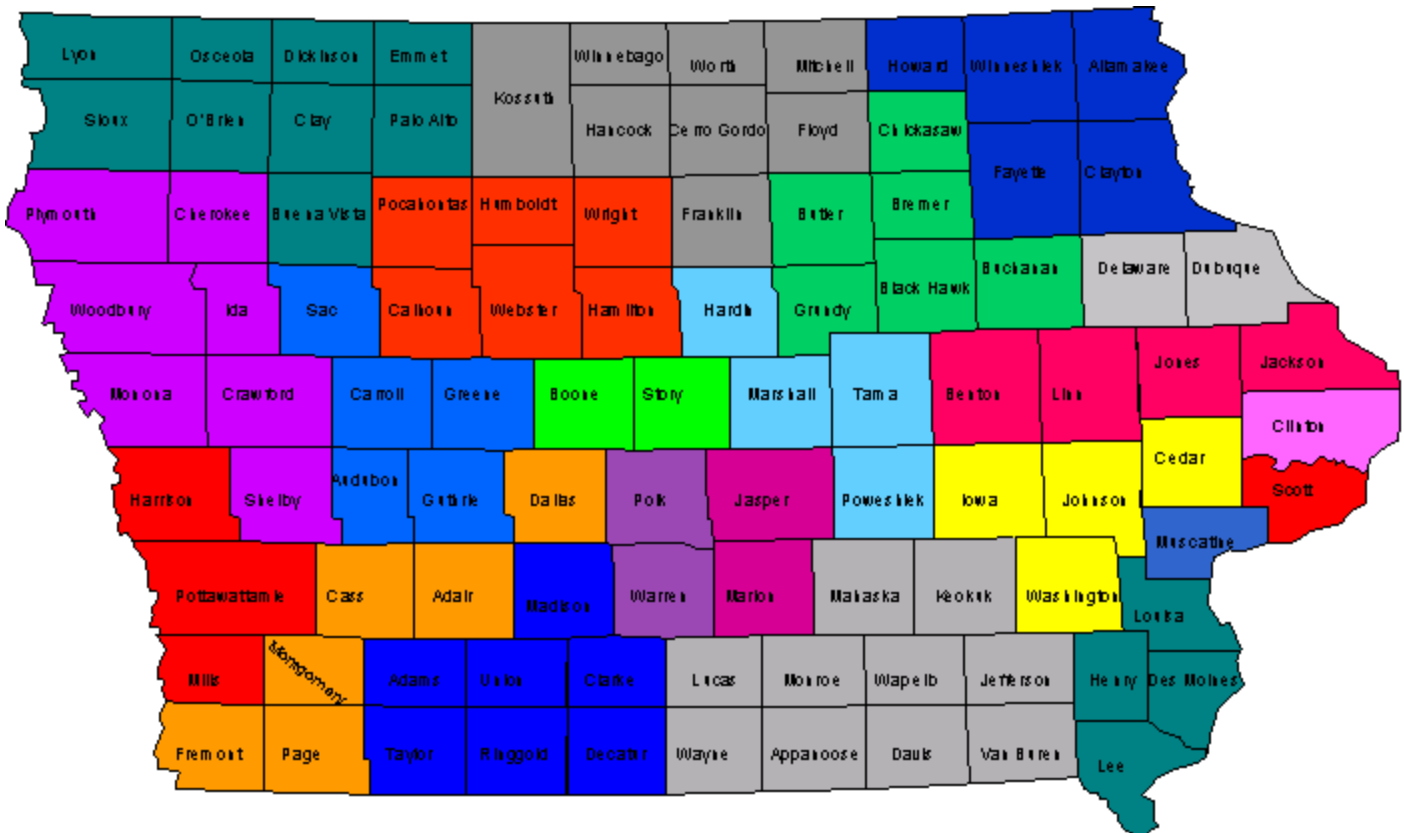 Lyon
Osceola
Dickinson
Emmet
Kossuth
Winnebago
Worth
Mitchell
Howard
Winneshiek
Allamakee
Sioux
O'Brien
Clay
Palo Alto
Hancock
Cerro Gordo
Floyd
Chickasaw
Fayette
Clayton
Plymouth
Cherokee
Buena Vista
Pocahontas
Humboldt
Wright
Franklin
Butler
Bremer
Woodbury
Ida
Sac
Calhoun
Webster
Hamilton
Hardin
Grundy
Black Hawk
Buchanan
Delaware
Dubuque
Monona
Crawford
Carroll
Greene
Boone
Story
Marshall
Tama
Benton
Linn
Jones
Jackson
Clinton
Harrison
Shelby
Audubon
Guthrie
Dallas
Polk
Jasper
Poweshiek
Iowa
Johnson
Cedar
Scott
Muscatine
Pottawattamie
Cass
Adair
Madison
Warren
Marion
Mahaska
Keokuk
Washington
Louisa
Mills
Montgomery
Adams
Union
Clarke
Lucas
Monroe
Wapello
Jefferson
Henry
Des Moines
Fremont
Page
Taylor
Ringgold
Decatur
Wayne
Appanoose
Davis
Van Buren
Lee